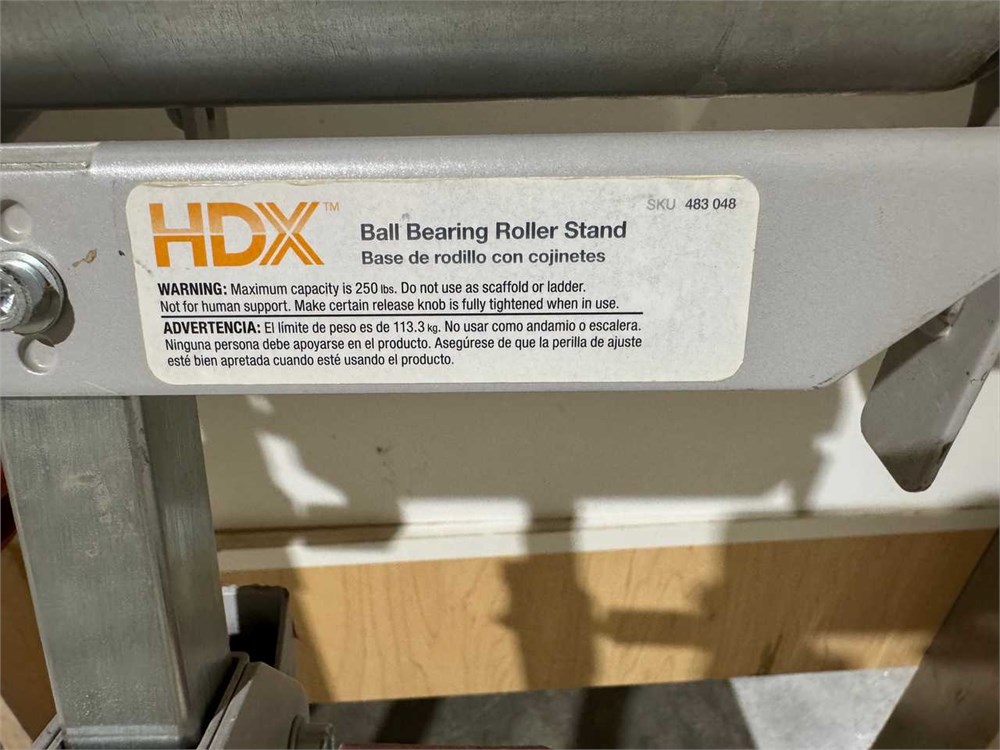 HDX™
SKU 483 048
Ball Bearing Roller Stand
Base de rodillo con cojinetes
WARNING: Maximum capacity is 250 lbs. Do not use as scaffold or ladder.
Not for human support. Make certain release knob is fully tightened when in use.
ADVERTENCIA: El límite de peso es de 113.3 kg. No usar como andamio o escalera.
Ninguna persona debe apoyarse en el producto. Asegúrese de que la perilla de ajuste
esté bien apretada cuando esté usando el producto.